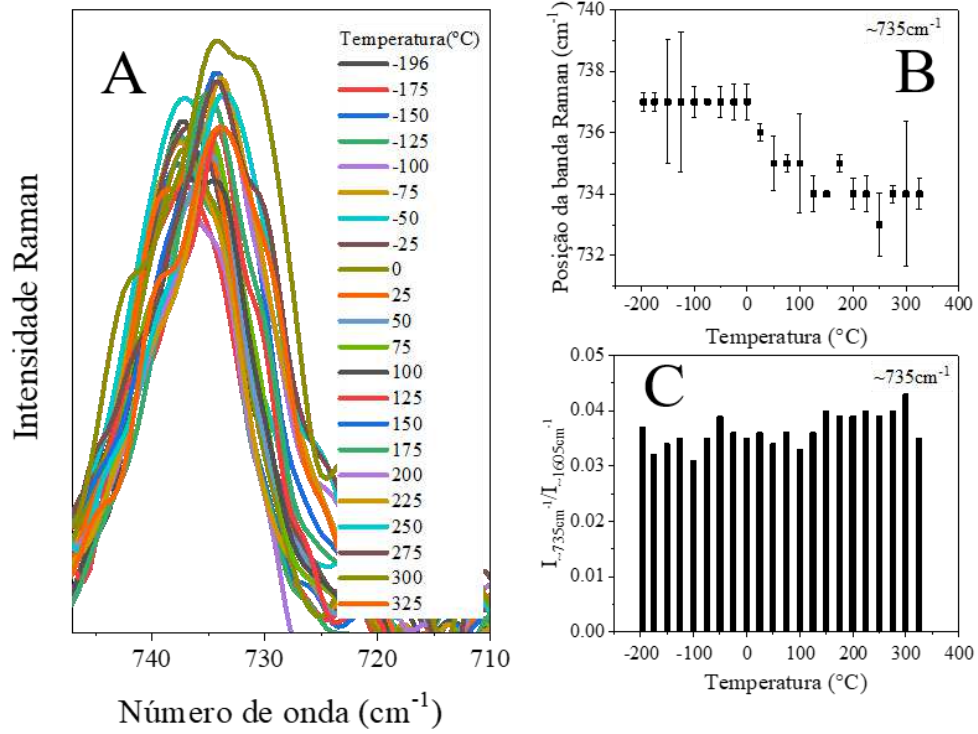 A
Intensidade Raman
Temperatura(°C)
-196
-175
-150
-125
-100
-75
-50
-25
0
25
50
75
100
125
150
175
200
225
250
275
300
325
740 730 720 710
Número de onda (cm⁻¹)
B
~735cm⁻¹
Posição da banda Raman (cm⁻¹)
740
738
736
734
732
-200 -100 0 100 200 300 400
Temperatura (°C)
C
~735cm⁻¹
I~735cm⁻¹/I~1605cm⁻¹
0.05
0.04
0.03
0.02
0.01
0.00
-200 -100 0 100 200 300 400
Temperatura (°C)